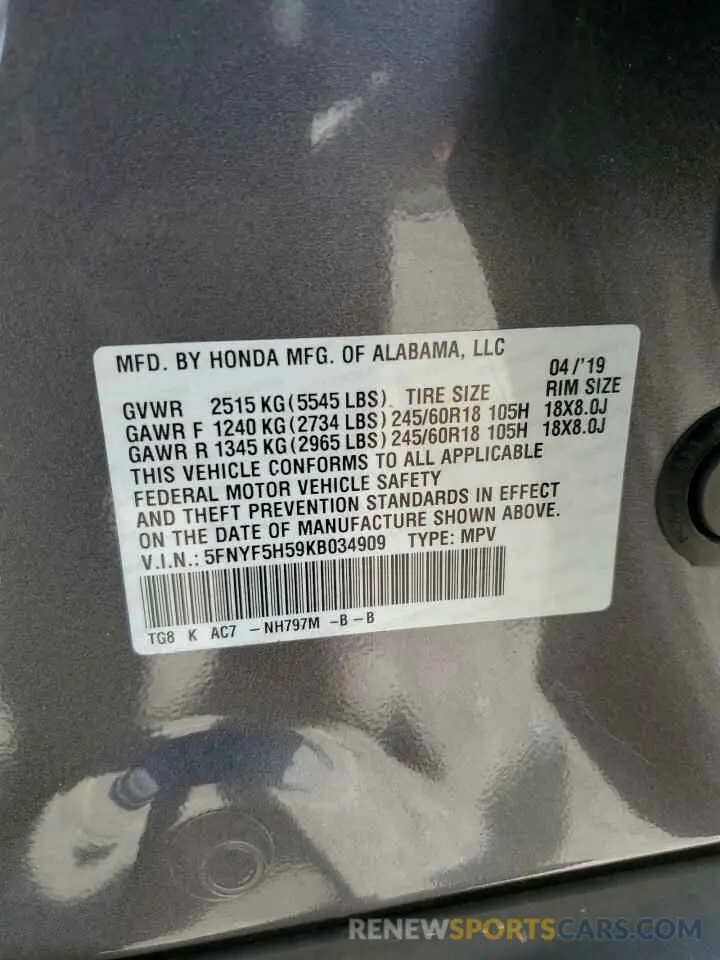 MFD. BY HONDA MFG. OF ALABAMA, LLC
04/'19
GVWR 2515 KG(5545 LBS) TIRE SIZE RIM SIZE
GAWR F 1240 KG(2734 LBS)245/60R18 105H 18X8.0J
GAWR R 1345 KG(2965 LBS)245/60R18 105H 18X8.0J
THIS VEHICLE CONFORMS TO ALL APPLICABLE
FEDERAL MOTOR VEHICLE SAFETY
AND THEFT PREVENTION STANDARDS IN EFFECT
ON THE DATE OF MANUFACTURE SHOWN ABOVE.
V.I.N.: 5FNYF5H59KB034909 TYPE: MPV
TG8 K AC7 -NH797M -B-B
RENEWSPORTSCARS.COM